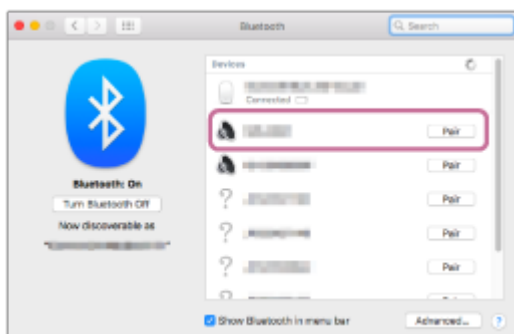 Bluetooth
Search
Devices
Connected
Pair
Bluetooth: On
Pair
Turn Bluetooth Off
Pair
Now discoverable as
Pair
Pair
Show Bluetooth in menu bar
Advanced...
?